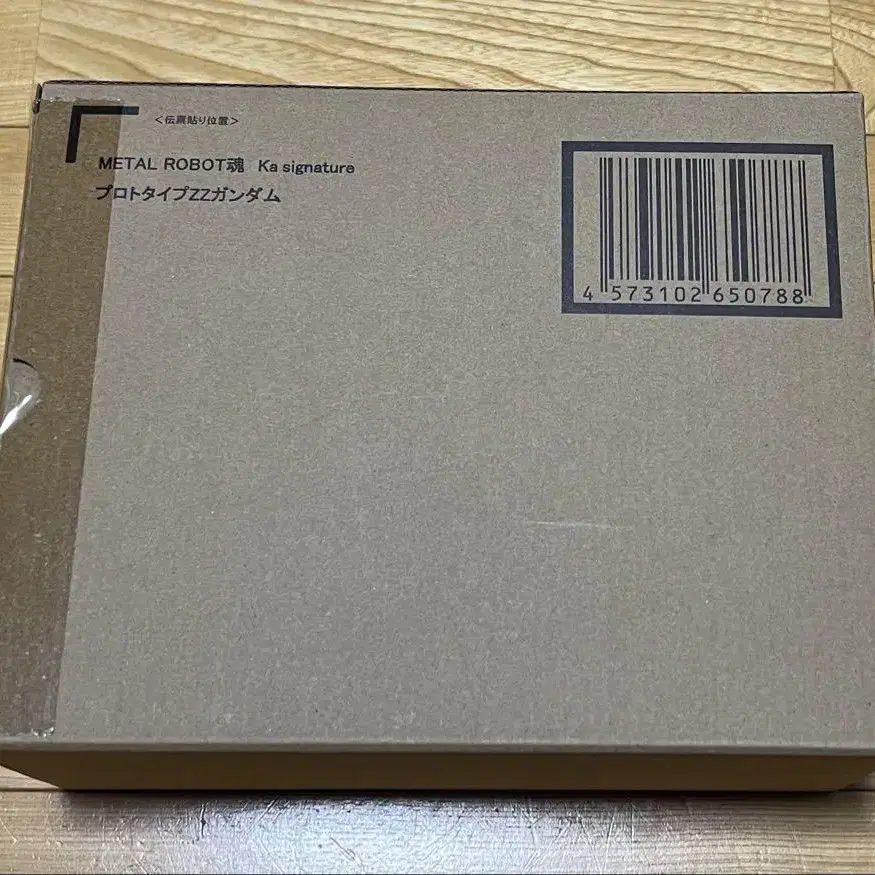 <伝票貼り位置>
METAL ROBOT魂 Ka signature
プロトタイプZZガンダム
4 573102 650788